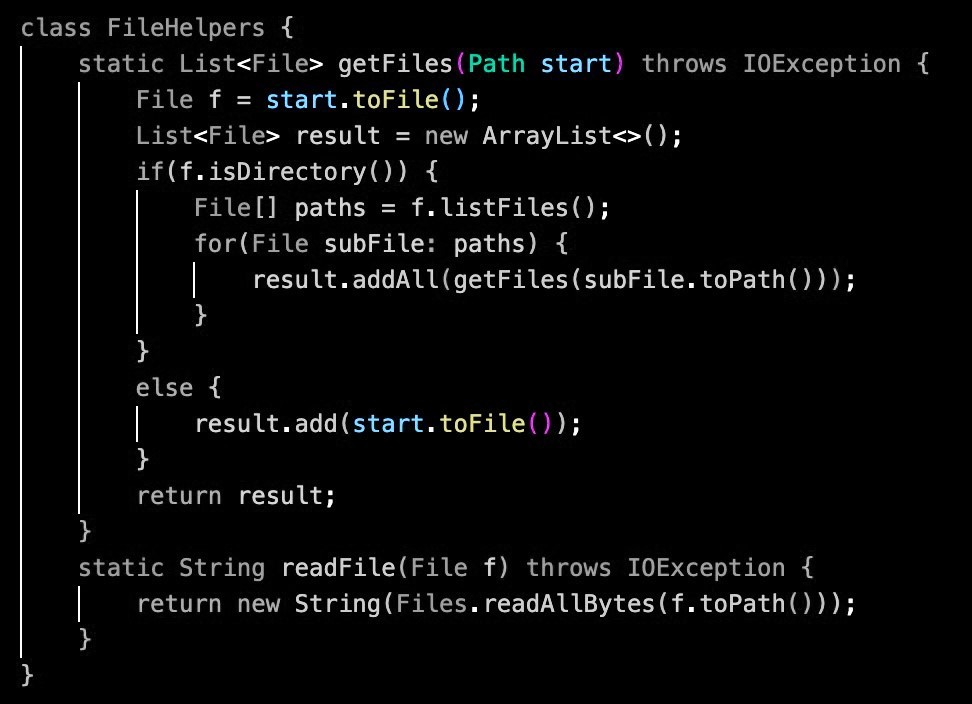 class FileHelpers {
    static List<File> getFiles(Path start) throws IOException {
        File f = start.toFile();
        List<File> result = new ArrayList<>();
        if(f.isDirectory()) {
            File[] paths = f.listFiles();
            for(File subFile: paths) {
                result.addAll(getFiles(subFile.toPath()));
            }
        }
        else {
            result.add(start.toFile());
        }
        return result;
    }
    static String readFile(File f) throws IOException {
        return new String(Files.readAllBytes(f.toPath()));
    }
}